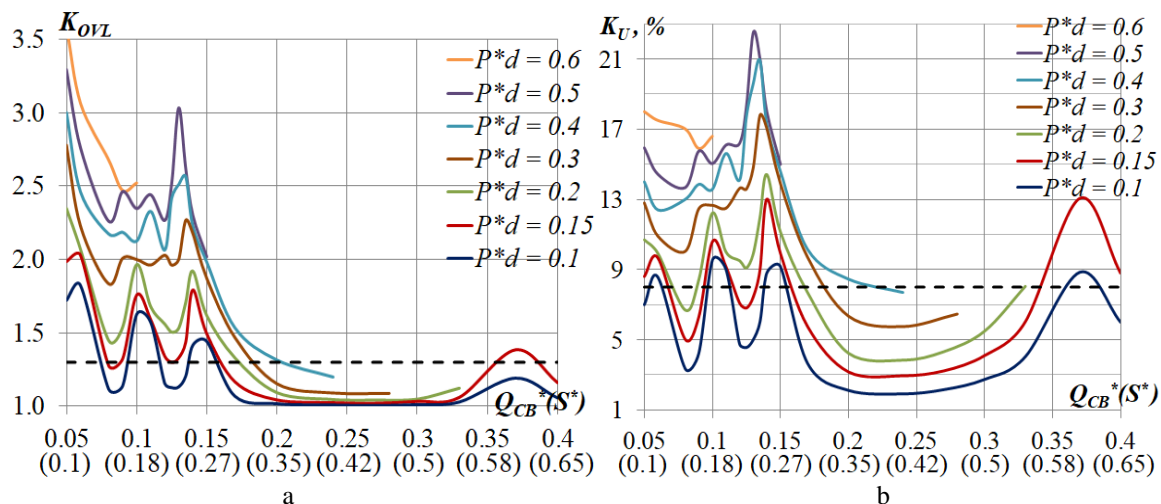 K_OVL
3.5
3.0
2.5
2.0
1.5
1.0
P*d = 0.6
P*d = 0.5
P*d = 0.4
P*d = 0.3
P*d = 0.2
P*d = 0.15
P*d = 0.1
Q_CB*(S*)
0.05 0.1 0.15 0.2 0.25 0.3 0.35 0.4
(0.1) (0.18) (0.27) (0.35) (0.42) (0.5) (0.58) (0.65)
a
K_U, %
21
17
13
9
5
1
P*d = 0.6
P*d = 0.5
P*d = 0.4
P*d = 0.3
P*d = 0.2
P*d = 0.15
P*d = 0.1
Q_CB*(S*)
0.05 0.1 0.15 0.2 0.25 0.3 0.35 0.4
(0.1) (0.18) (0.27) (0.35) (0.42) (0.5) (0.58) (0.65)
b